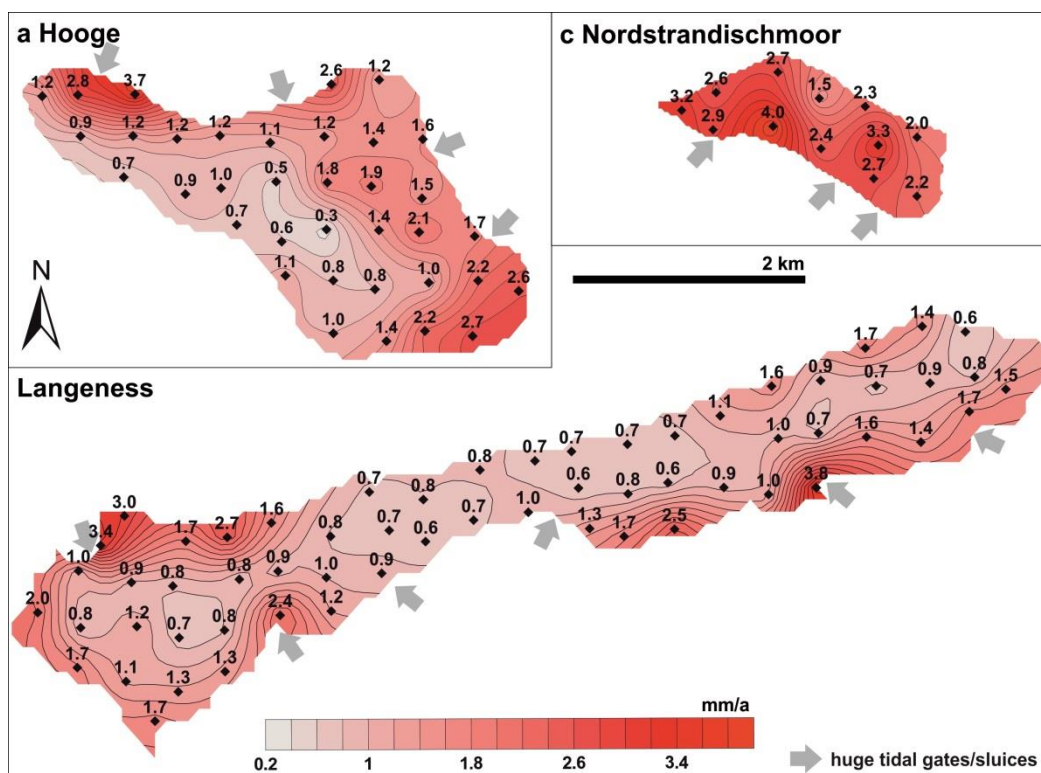 a Hooge
1.2 2.8 3.7 2.6 1.2
0.9 1.2 1.2 1.2 1.1 1.2 1.4 1.6
0.7 0.9 1.0 0.5 1.8 1.9 1.5
0.7 0.6 0.3 1.4 2.1 1.7
1.1 0.8 0.8 1.0 2.2 2.6
1.0 1.4 2.2 2.7
N
c Nordstrandischmoor
2.7
3.2 2.6 1.5 2.3
2.9 4.0 2.4 3.3 2.0
2.7 2.2
2 km
Langeness
1.7 1.4 0.6
1.6 0.9 0.7 0.9 0.8 1.5
0.8 0.7 0.7 0.7 0.7 1.1 1.0 0.7 1.6 1.4 1.7
0.7 0.8 0.6 0.8 0.6 0.9 1.0 3.8
3.4 3.0 1.7 2.7 1.6 0.8 0.7 0.6 0.7 1.0 1.3 1.7 2.5
1.0 0.9 0.8 0.8 0.9 1.0 0.9
2.0 0.8 1.2 0.7 0.8 2.4 1.2
1.7 1.1 1.3 1.3
1.7
mm/a
0.2 1 1.8 2.6 3.4
huge tidal gates/sluices